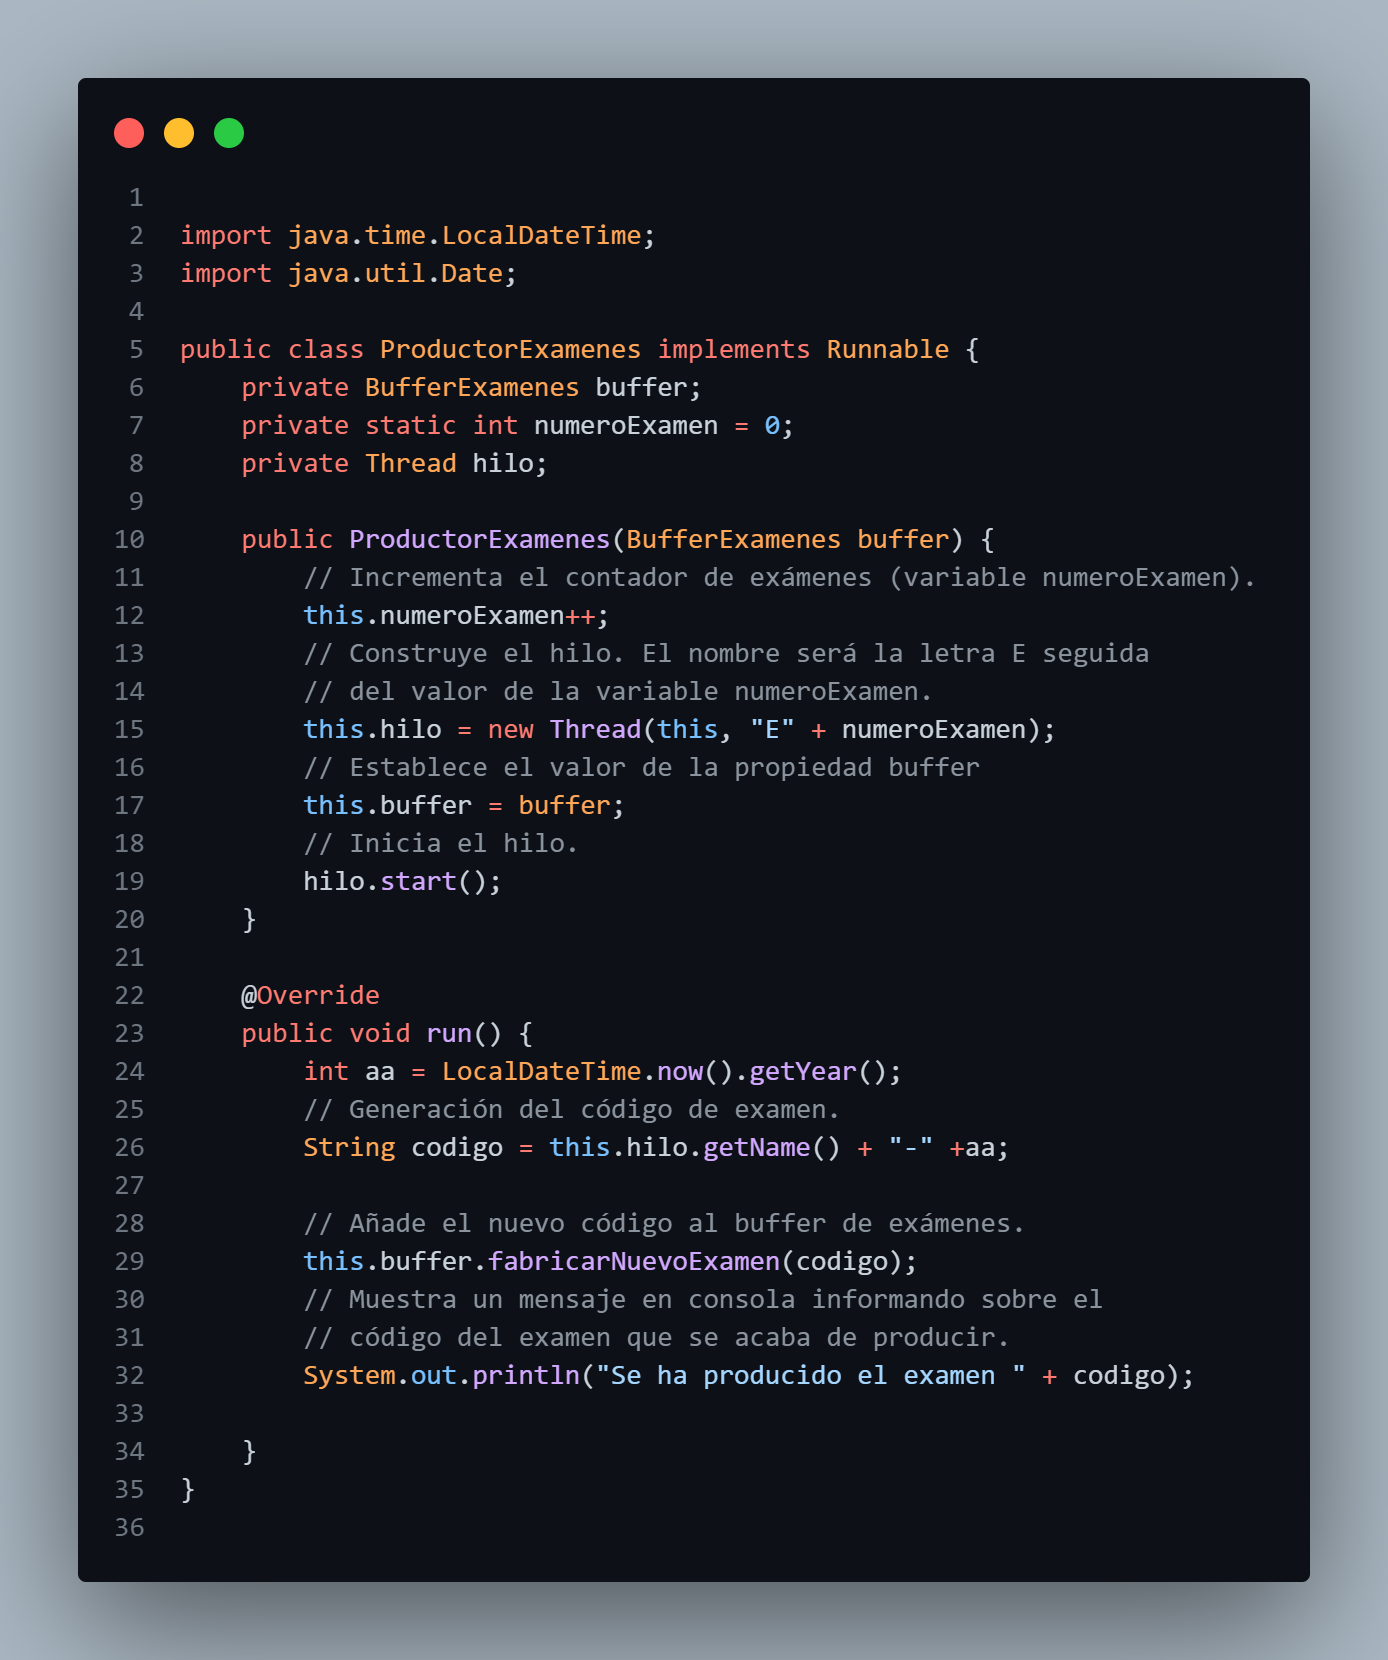 1
2 import java.time.LocalDateTime;
3 import java.util.Date;
4
5 public class ProductorExamenes implements Runnable {
6     private BufferExamenes buffer;
7     private static int numeroExamen = 0;
8     private Thread hilo;
9
10     public ProductorExamenes(BufferExamenes buffer) {
11         // Incrementa el contador de exámenes (variable numeroExamen).
12         this.numeroExamen++;
13         // Construye el hilo. El nombre será la letra E seguida
14         // del valor de la variable numeroExamen.
15         this.hilo = new Thread(this, "E" + numeroExamen);
16         // Establece el valor de la propiedad buffer
17         this.buffer = buffer;
18         // Inicia el hilo.
19         hilo.start();
20     }
21
22     @Override
23     public void run() {
24         int aa = LocalDateTime.now().getYear();
25         // Generación del código de examen.
26         String codigo = this.hilo.getName() + "-" +aa;
27
28         // Añade el nuevo código al buffer de exámenes.
29         this.buffer.fabricarNuevoExamen(codigo);
30         // Muestra un mensaje en consola informando sobre el
31         // código del examen que se acaba de producir.
32         System.out.println("Se ha producido el examen " + codigo);
33
34     }
35 }
36